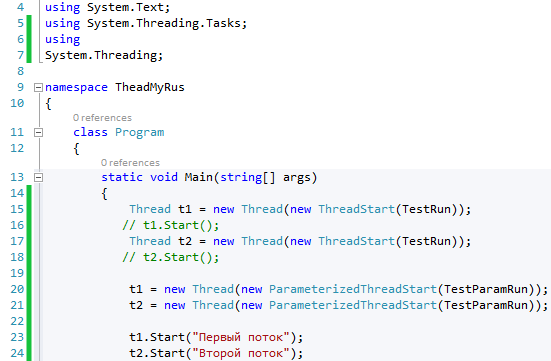 4 using System.Text;
5 using System.Threading.Tasks;
6 using
7 System.Threading;
8
9 namespace TheadMyRus
10 {
0 references
11 class Program
12 {
0 references
13 static void Main(string[] args)
14 {
15 Thread t1 = new Thread(new ThreadStart(TestRun));
16 // t1.Start();
17 Thread t2 = new Thread(new ThreadStart(TestRun));
18 // t2.Start();
19
20 t1 = new Thread(new ParameterizedThreadStart(TestParamRun));
21 t2 = new Thread(new ParameterizedThreadStart(TestParamRun));
22
23 t1.Start("Первый поток");
24 t2.Start("Второй поток");